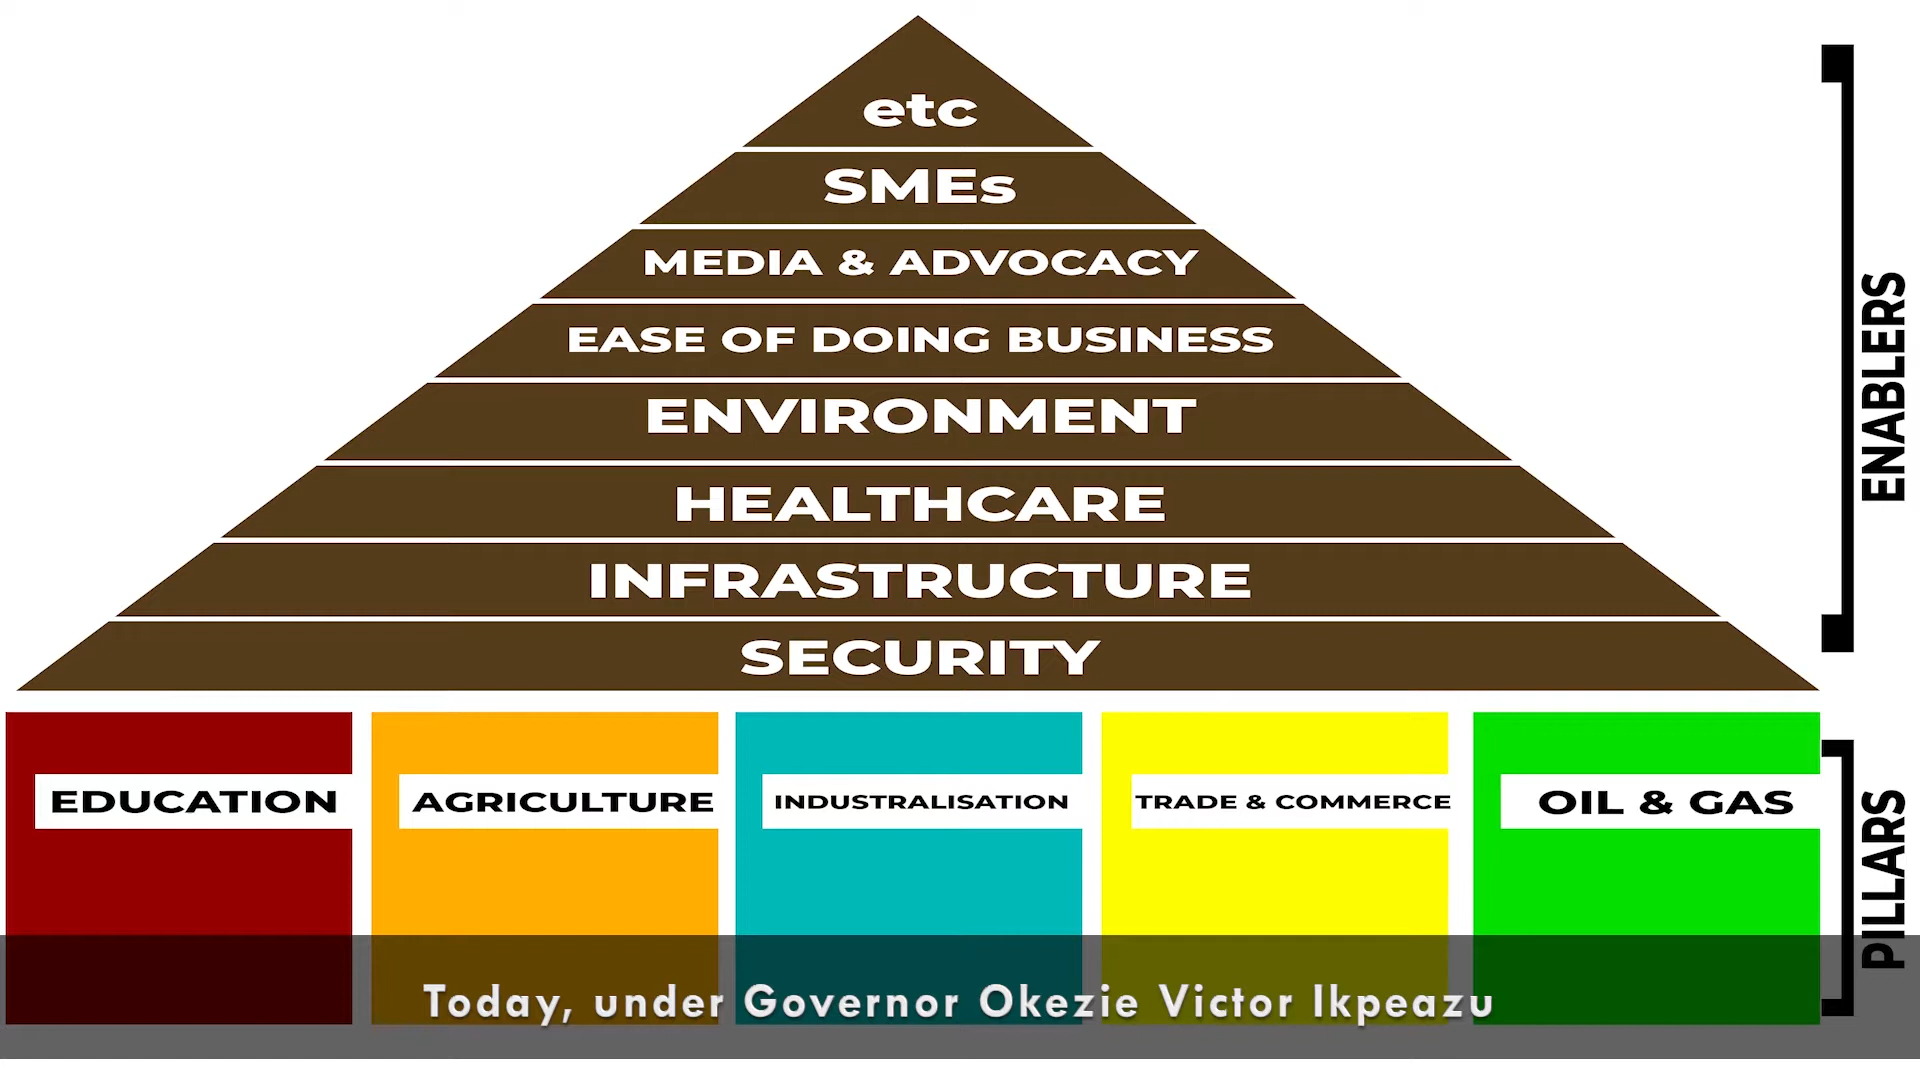 etc
SMEs
MEDIA & ADVOCACY
EASE OF DOING BUSINESS
ENVIRONMENT
HEALTHCARE
INFRASTRUCTURE
SECURITY
ENABLERS
EDUCATION
AGRICULTURE
INDUSTRALISATION
TRADE & COMMERCE
OIL & GAS
PILLARS
Today, under Governor Okezie Victor Ikpeazu